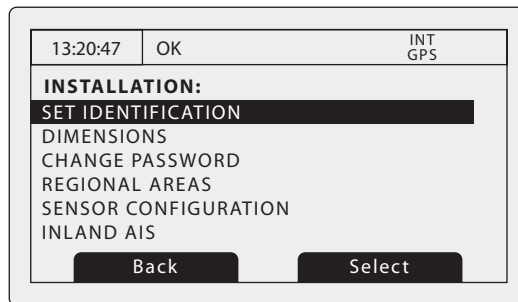 13:20:47 OK INT
GPS
INSTALLATION:
SET IDENTIFICATION
DIMENSIONS
CHANGE PASSWORD
REGIONAL AREAS
SENSOR CONFIGURATION
INLAND AIS
Back Select